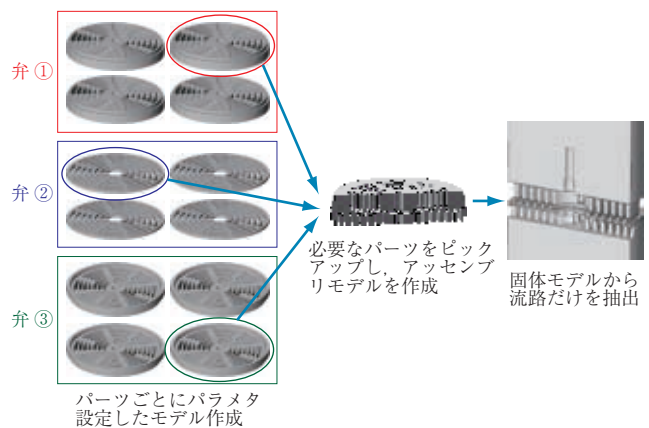 弁①
弁②
弁③
パーツごとにパラメタ
設定したモデル作成
必要なパーツをピック
アップし，アッセンブ
リモデルを作成
固体モデルから
流路だけを抽出